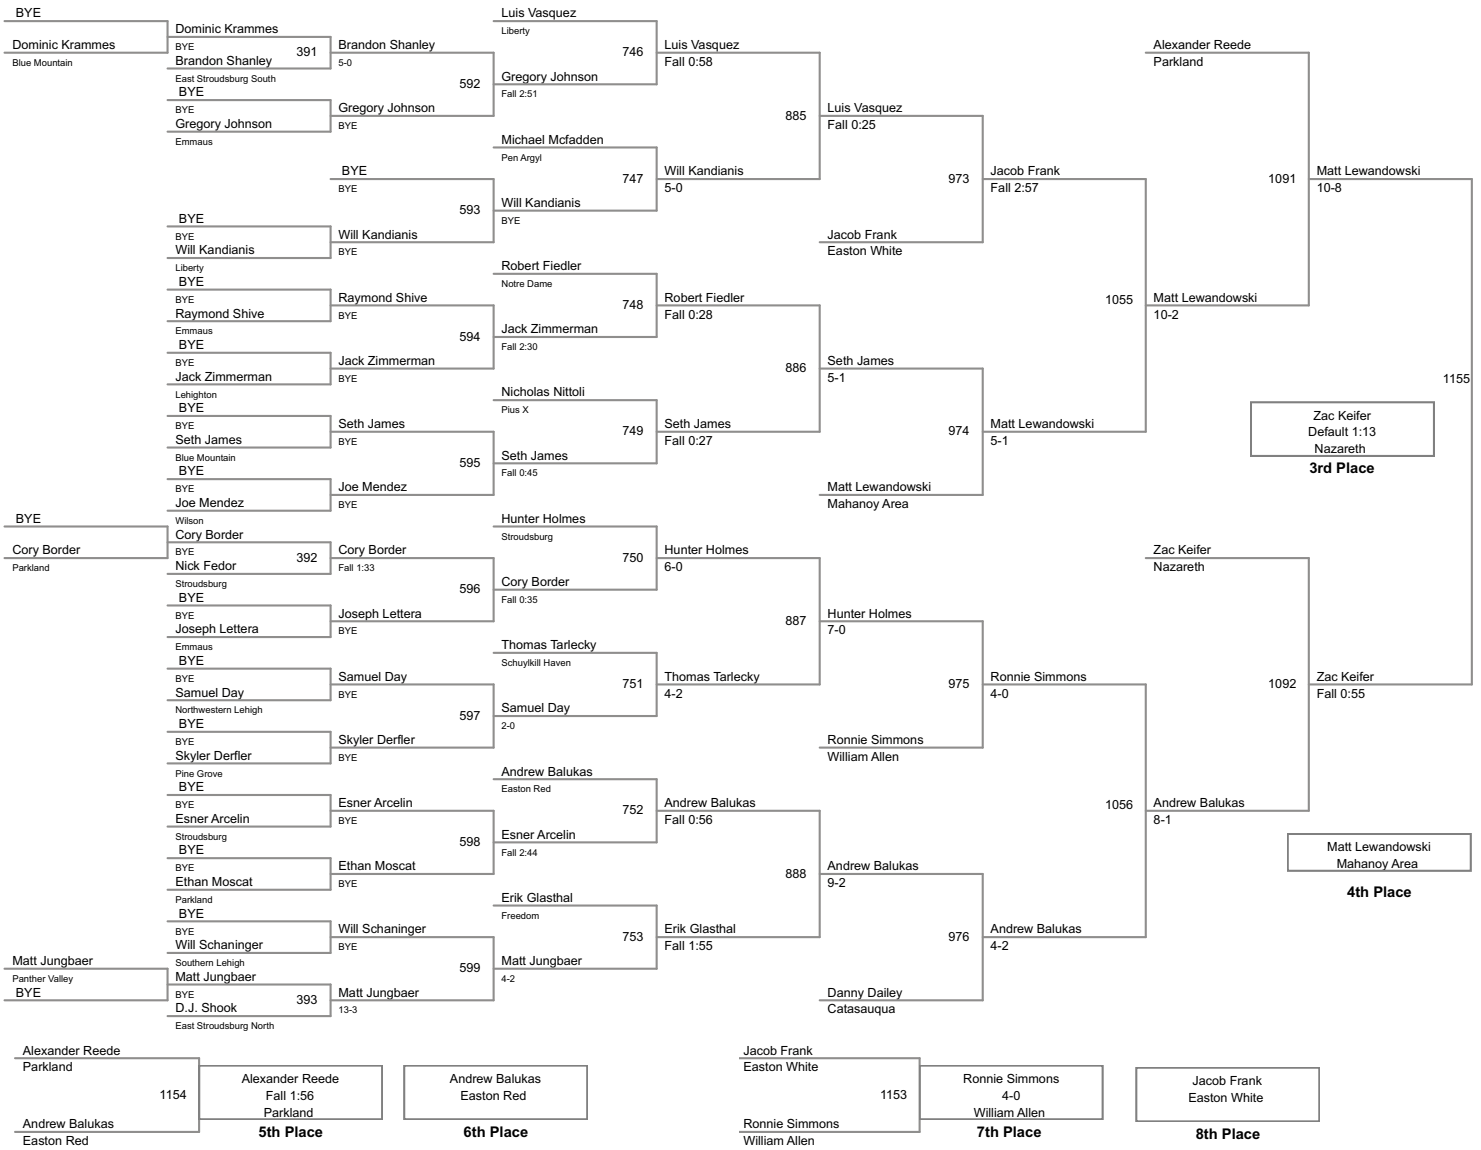 BYE
Dominic Krammes
Blue Mountain
Dominic Krammes
BYE
391
Brandon Shanley
East Stroudsburg South
BYE
BYE
Gregory Johnson
Emmaus
BYE
BYE
Will Kandianis
Liberty
BYE
BYE
Raymond Shive
Emmaus
BYE
BYE
Jack Zimmerman
Lehighton
BYE
BYE
Seth James
Blue Mountain
BYE
BYE
Joe Mendez
Wilson
BYE
Cory Border
Parkland
Cory Border
BYE
392
Nick Fedor
Stroudsburg
BYE
BYE
Joseph Lettera
Emmaus
BYE
BYE
Samuel Day
Northwestern Lehigh
BYE
BYE
Skyler Derfler
Pine Grove
BYE
BYE
Esner Arcelin
Stroudsburg
BYE
BYE
Ethan Moscat
Parkland
BYE
BYE
Will Schaninger
Southern Lehigh
Matt Jungbaer
Panther Valley
BYE
Matt Jungbaer
BYE
393
D.J. Shook
East Stroudsburg North
Brandon Shanley
5-0
592
Gregory Johnson
BYE
BYE
BYE
593
Will Kandianis
BYE
Raymond Shive
BYE
594
Jack Zimmerman
BYE
Seth James
BYE
595
Joe Mendez
BYE
Cory Border
Fall 1:33
596
Joseph Lettera
BYE
Samuel Day
BYE
597
Skyler Derfler
BYE
Esner Arcelin
BYE
598
Ethan Moscat
BYE
Will Schaninger
BYE
599
Matt Jungbaer
13-3
Luis Vasquez
Liberty
746
Gregory Johnson
Fall 2:51
Michael Mcfadden
Pen Argyl
747
Will Kandianis
BYE
Robert Fiedler
Notre Dame
748
Jack Zimmerman
Fall 2:30
Nicholas Nittoli
Pius X
749
Seth James
Fall 0:45
Hunter Holmes
Stroudsburg
750
Cory Border
Fall 0:35
Thomas Tarlecky
Schuylkill Haven
751
Samuel Day
2-0
Andrew Balukas
Easton Red
752
Esner Arcelin
Fall 2:44
Erik Glasthal
Freedom
753
Matt Jungbaer
4-2
Luis Vasquez
Fall 0:58
885
Will Kandianis
5-0
Robert Fiedler
Fall 0:28
886
Seth James
Fall 0:27
Hunter Holmes
6-0
887
Thomas Tarlecky
4-2
Andrew Balukas
Fall 0:56
888
Erik Glasthal
Fall 1:55
Luis Vasquez
Fall 0:25
973
Jacob Frank
Easton White
Seth James
5-1
974
Matt Lewandowski
Mahanoy Area
Hunter Holmes
7-0
975
Ronnie Simmons
William Allen
Andrew Balukas
9-2
976
Danny Dailey
Catasauqua
Jacob Frank
Fall 2:57
1055
Matt Lewandowski
5-1
Ronnie Simmons
4-0
1056
Andrew Balukas
4-2
Alexander Reede
Parkland
1091
Matt Lewandowski
10-2
Zac Keifer
Nazareth
1092
Andrew Balukas
8-1
Matt Lewandowski
10-8
1155
Zac Keifer
Fall 0:55
Zac Keifer
Default 1:13
Nazareth
3rd Place
Matt Lewandowski
Mahanoy Area
4th Place
Alexander Reede
Parkland
1154
Andrew Balukas
Easton Red
Alexander Reede
Fall 1:56
Parkland
5th Place
Andrew Balukas
Easton Red
6th Place
Jacob Frank
Easton White
1153
Ronnie Simmons
William Allen
Ronnie Simmons
4-0
William Allen
7th Place
Jacob Frank
Easton White
8th Place